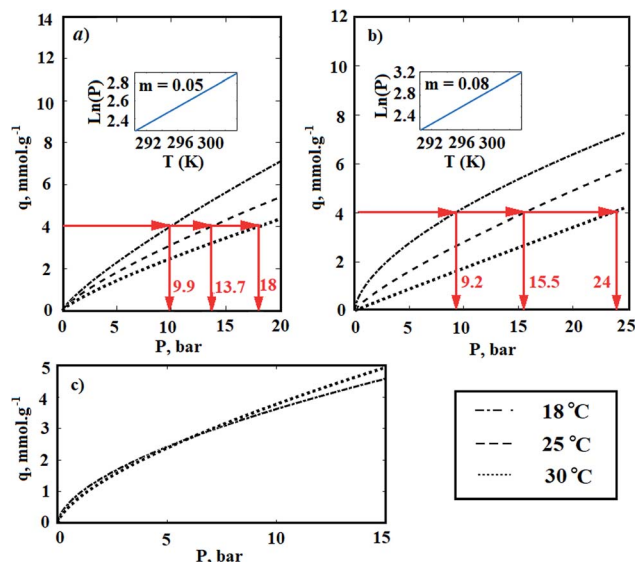 a)
14
12
10
8
6
4
2
0
q, mmol.g-1
m = 0.05
Ln(P)
2.8
2.6
2.4
292 296 300
T (K)
9.9
13.7
18
0 5 10 15 20
P, bar
b)
12
10
8
6
4
2
0
q, mmol.g-1
m = 0.08
Ln(P)
3.2
2.8
2.4
292 296 300
T (K)
9.2
15.5
24
0 5 10 15 20 25
P, bar
c)
5
4
3
2
1
0
q, mmol.g-1
0 5 10 15
P, bar
18 °C
25 °C
30 °C